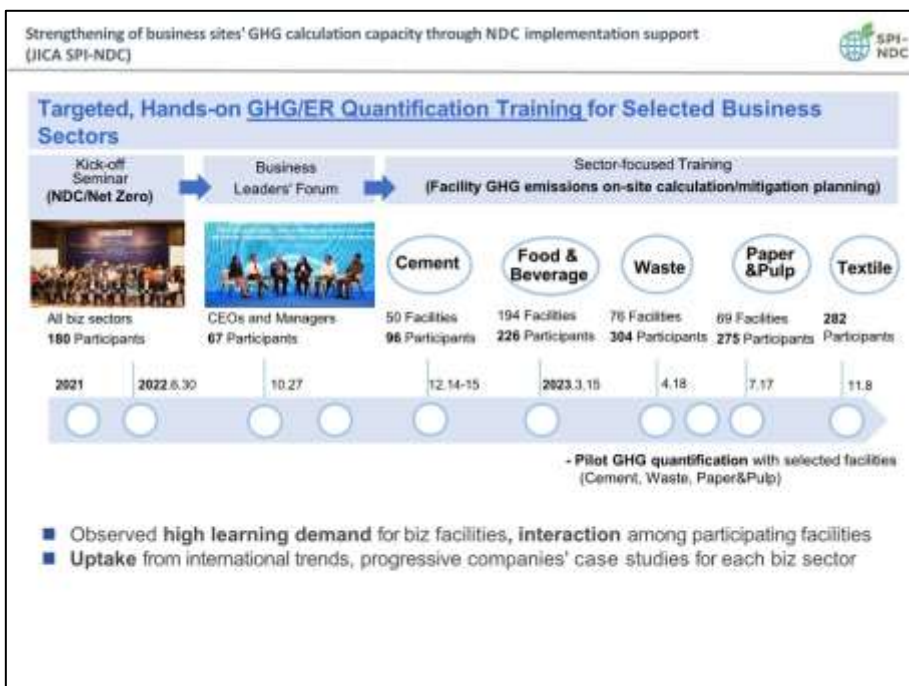 Strengthening of business sites' GHG calculation capacity through NDC implementation support
(JICA SPI-NDC)
SPI-
NDC
Targeted, Hands-on GHG/ER Quantification Training for Selected Business
Sectors
Kick-off
Seminar
(NDC/Net Zero)
Business
Leaders' Forum
Sector-focused Training
(Facility GHG emissions on-site calculation/mitigation planning)
Cement
Food &
Beverage
Waste
Paper
&Pulp
Textile
All biz sectors
180 Participants
CEOs and Managers
67 Participants
50 Facilities
96 Participants
194 Facilities
226 Participants
76 Facilities
304 Participants
69 Facilities
275 Participants
282
Participants
2021
2022.6.30
10.27
12.14-15
2023.3.15
4.18
7.17
11.8
- Pilot GHG quantification with selected facilities
(Cement, Waste, Paper&Pulp)
■ Observed high learning demand for biz facilities, interaction among participating facilities
■ Uptake from international trends, progressive companies' case studies for each biz sector